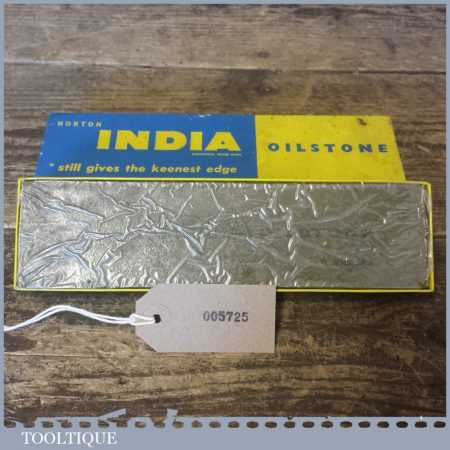 NORTON
INDIA
OILSTONE
"still gives the keenest edge
005725
TOOLTIQUE